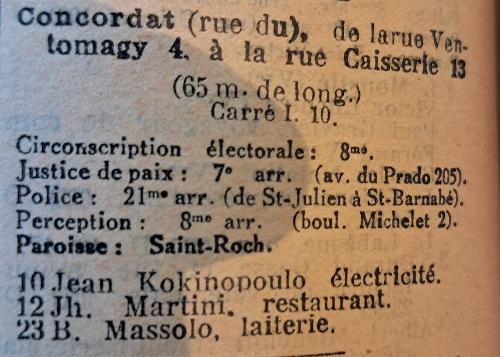 Concordat (rue du), de larue Ven-
tomagy 4, à la rue Caisserie 13
(65 m. de long.)
Carré I. 10.
Circonscription électorale : 8me.
Justice de paix : 7e arr. (av. du Prado 205).
Police : 21me arr. (de St-Julien à St-Barnabé).
Perception : 8me arr. (boul. Michelet 2).
Paroisse : Saint-Roch.
10 Jean Kokinopoulo électricité.
12 Jh. Martini, restaurant.
23 B. Massolo, laiterie.